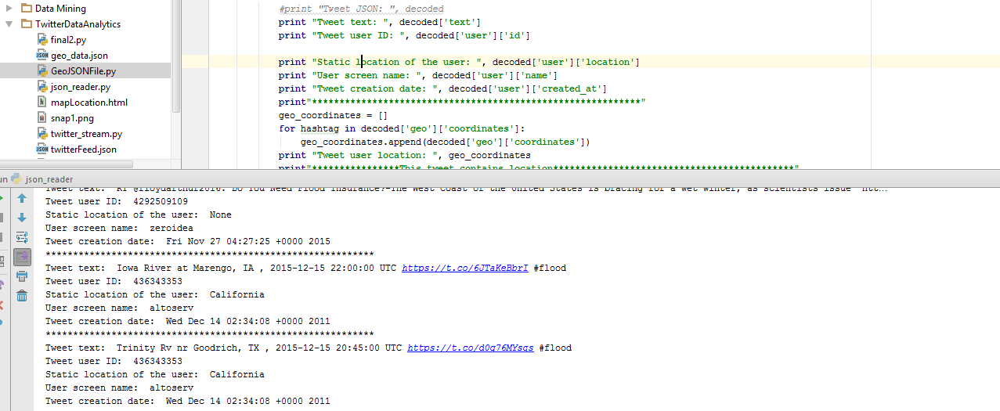 Data Mining
TwitterDataAnalytics
final2.py
geo_data.json
GeoJSONFile.py
json_reader.py
mapLocation.html
snap1.png
twitter_stream.py
twitterFeed.json
#print "Tweet JSON: ", decoded
print "Tweet text: ", decoded['text']
print "Tweet user ID: ", decoded['user']['id']
print "Static location of the user: ", decoded['user']['location']
print "User screen name: ", decoded['user']['name']
print "Tweet creation date: ", decoded['user']['created_at']
print"************************************************************"
geo_coordinates = []
for hashtag in decoded['geo']['coordinates']:
geo_coordinates.append(decoded['geo']['coordinates'])
print "Tweet user location: ", geo_coordinates
print"****************This tweet contains location********************************************"
un json_reader
Tweet text: RT @floydarthur2016: Do You Need Flood Insurance?-The West Coast of the United States is bracing for a wet winter, as scientists issue htt…
Tweet user ID: 4292509109
Static location of the user: None
User screen name: zeroidea
Tweet creation date: Fri Nov 27 04:27:25 +0000 2015
************************************************************
Tweet text: Iowa River at Marengo, IA , 2015-12-15 22:00:00 UTC https://t.co/6JTaKeBbrI #flood
Tweet user ID: 436343353
Static location of the user: California
User screen name: altoserv
Tweet creation date: Wed Dec 14 02:34:08 +0000 2011
************************************************************
Tweet text: Trinity Rv nr Goodrich, TX , 2015-12-15 20:45:00 UTC https://t.co/d0q76MYsqs #flood
Tweet user ID: 436343353
Static location of the user: California
User screen name: altoserv
Tweet creation date: Wed Dec 14 02:34:08 +0000 2011